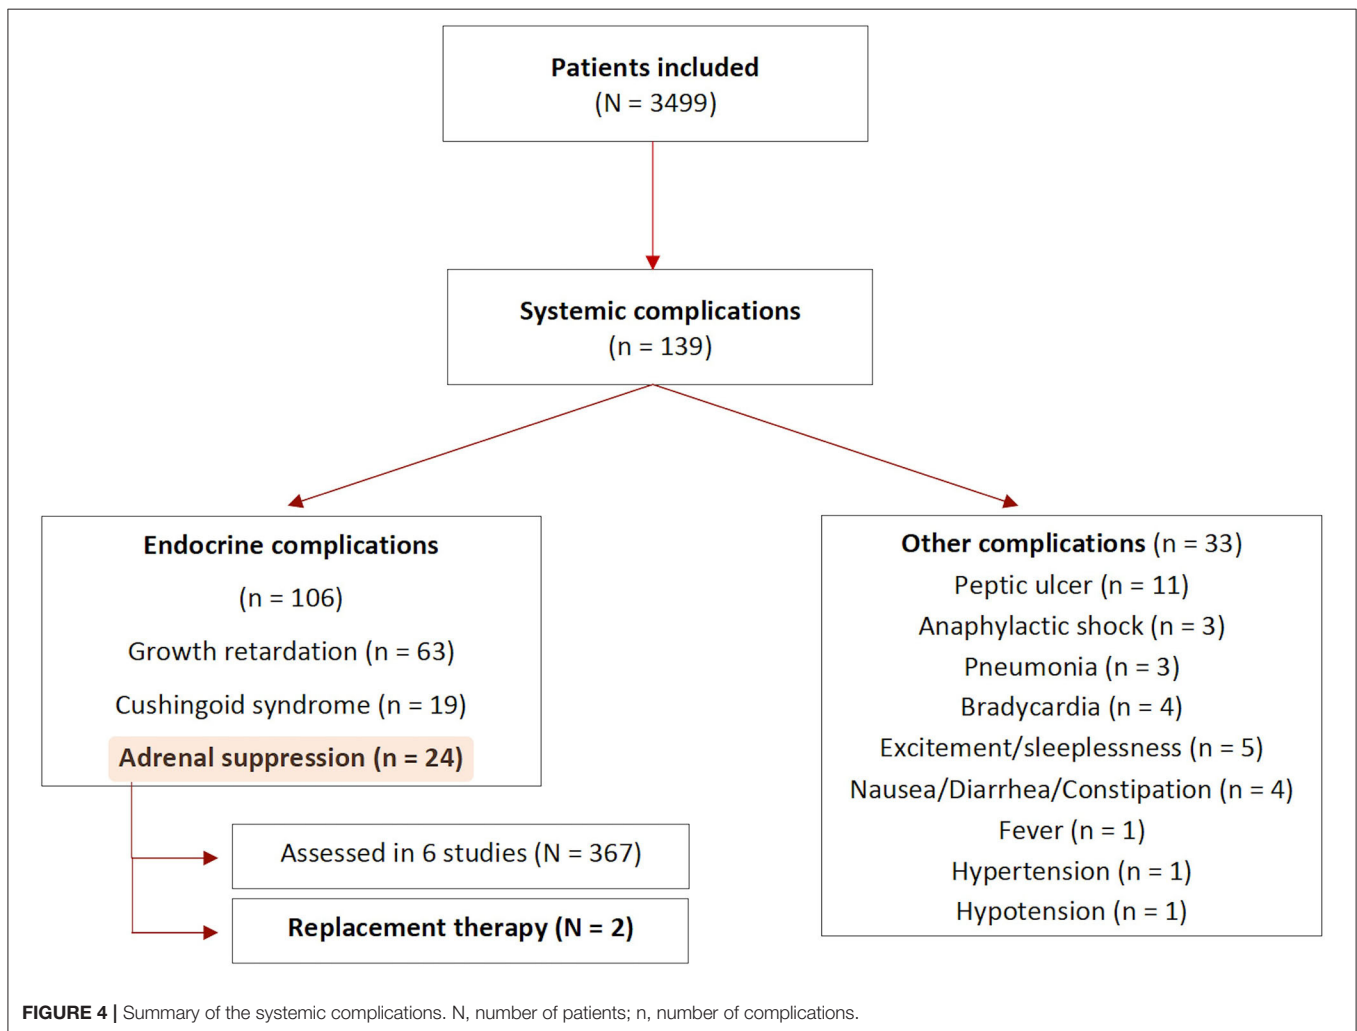 Patients included
(N = 3499)
Systemic complications
(n = 139)
Endocrine complications
(n = 106)
Growth retardation (n = 63)
Cushingoid syndrome (n = 19)
Adrenal suppression (n = 24)
Assessed in 6 studies (N = 367)
Replacement therapy (N = 2)
Other complications (n = 33)
Peptic ulcer (n = 11)
Anaphylactic shock (n = 3)
Pneumonia (n = 3)
Bradycardia (n = 4)
Excitement/sleeplessness (n = 5)
Nausea/Diarrhea/Constipation (n = 4)
Fever (n = 1)
Hypertension (n = 1)
Hypotension (n = 1)
FIGURE 4 | Summary of the systemic complications. N, number of patients; n, number of complications.